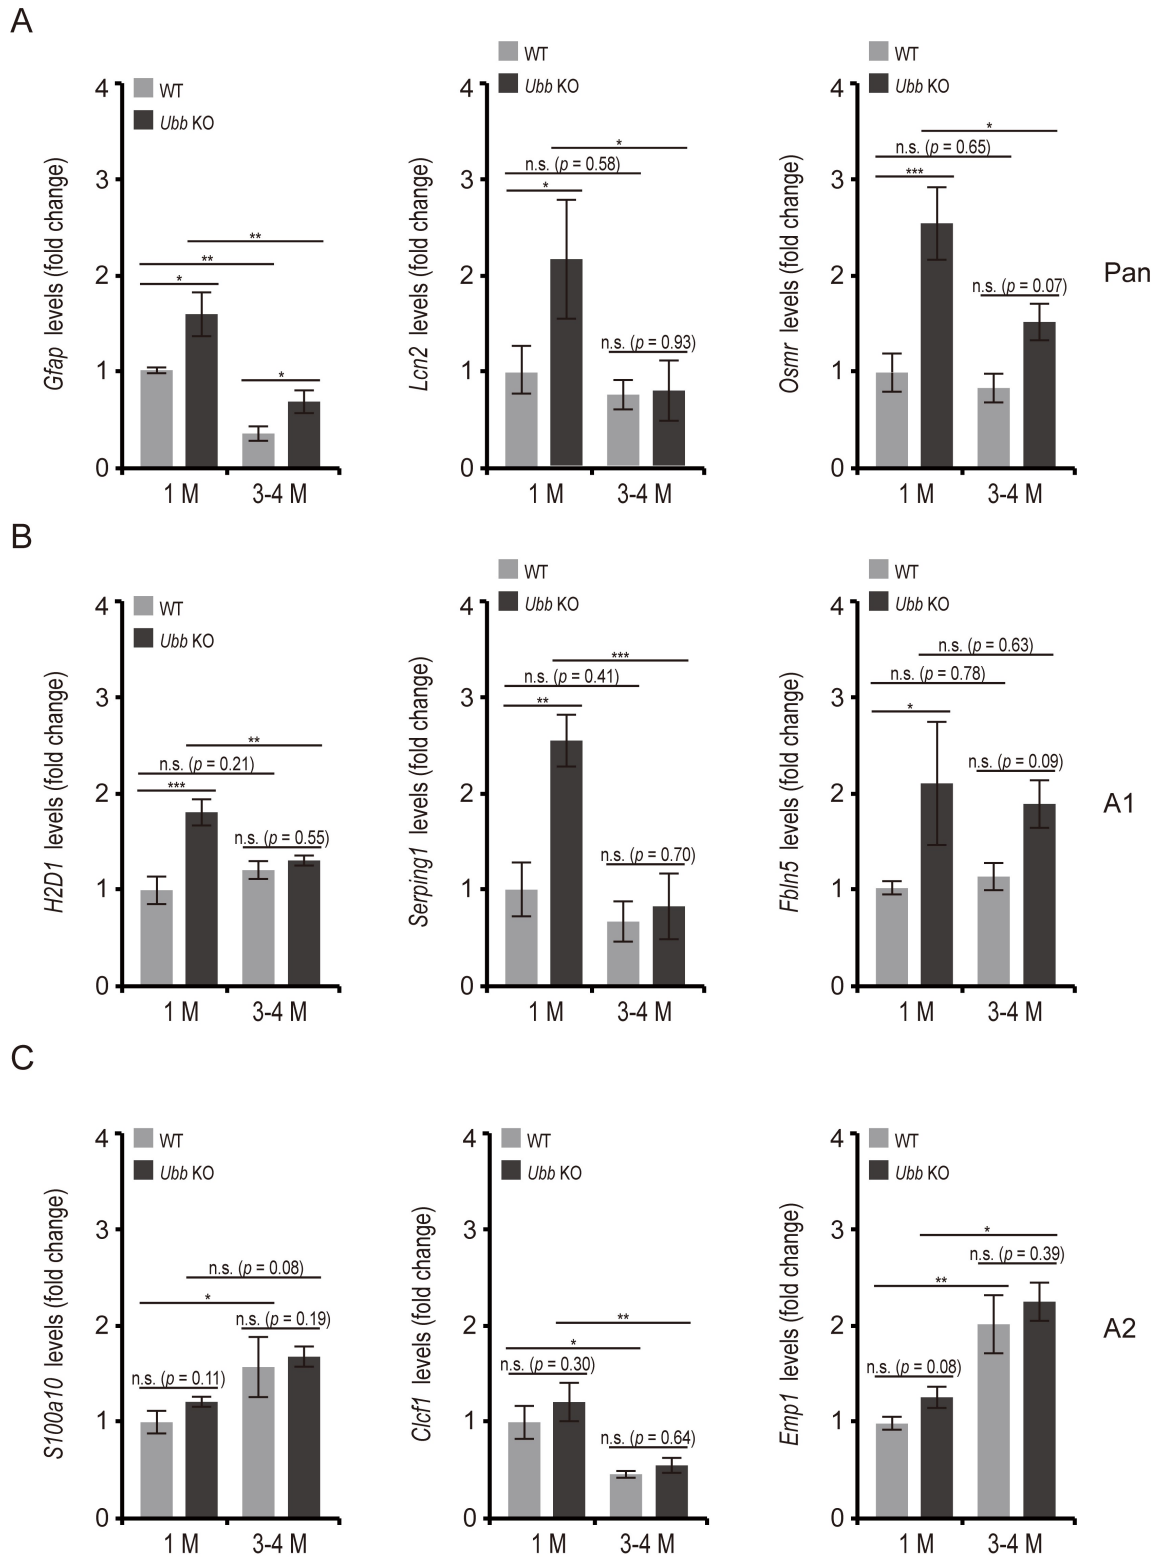 A
WT
Ubb KO
4
3
2
1
0
Gfap levels (fold change)
**
**
*
*
1 M
3-4 M
WT
Ubb KO
4
3
2
1
0
Lcn2 levels (fold change)
*
n.s. (p = 0.58)
*
n.s. (p = 0.93)
1 M
3-4 M
WT
Ubb KO
4
3
2
1
0
Osmr levels (fold change)
*
n.s. (p = 0.65)
***
n.s. (p = 0.07)
1 M
3-4 M
Pan
B
WT
Ubb KO
4
3
2
1
0
H2D1 levels (fold change)
**
n.s. (p = 0.21)
***
n.s. (p = 0.55)
1 M
3-4 M
WT
Ubb KO
4
3
2
1
0
Serping1 levels (fold change)
***
n.s. (p = 0.41)
**
n.s. (p = 0.70)
1 M
3-4 M
WT
Ubb KO
4
3
2
1
0
Fbln5 levels (fold change)
n.s. (p = 0.63)
n.s. (p = 0.78)
*
n.s. (p = 0.09)
1 M
3-4 M
A1
C
WT
Ubb KO
4
3
2
1
0
S100a10 levels (fold change)
n.s. (p = 0.08)
*
n.s. (p = 0.19)
n.s. (p = 0.11)
1 M
3-4 M
WT
Ubb KO
4
3
2
1
0
Clcf1 levels (fold change)
**
*
n.s. (p = 0.30)
n.s. (p = 0.64)
1 M
3-4 M
WT
Ubb KO
4
3
2
1
0
Emp1 levels (fold change)
*
n.s. (p = 0.39)
**
n.s. (p = 0.08)
1 M
3-4 M
A2